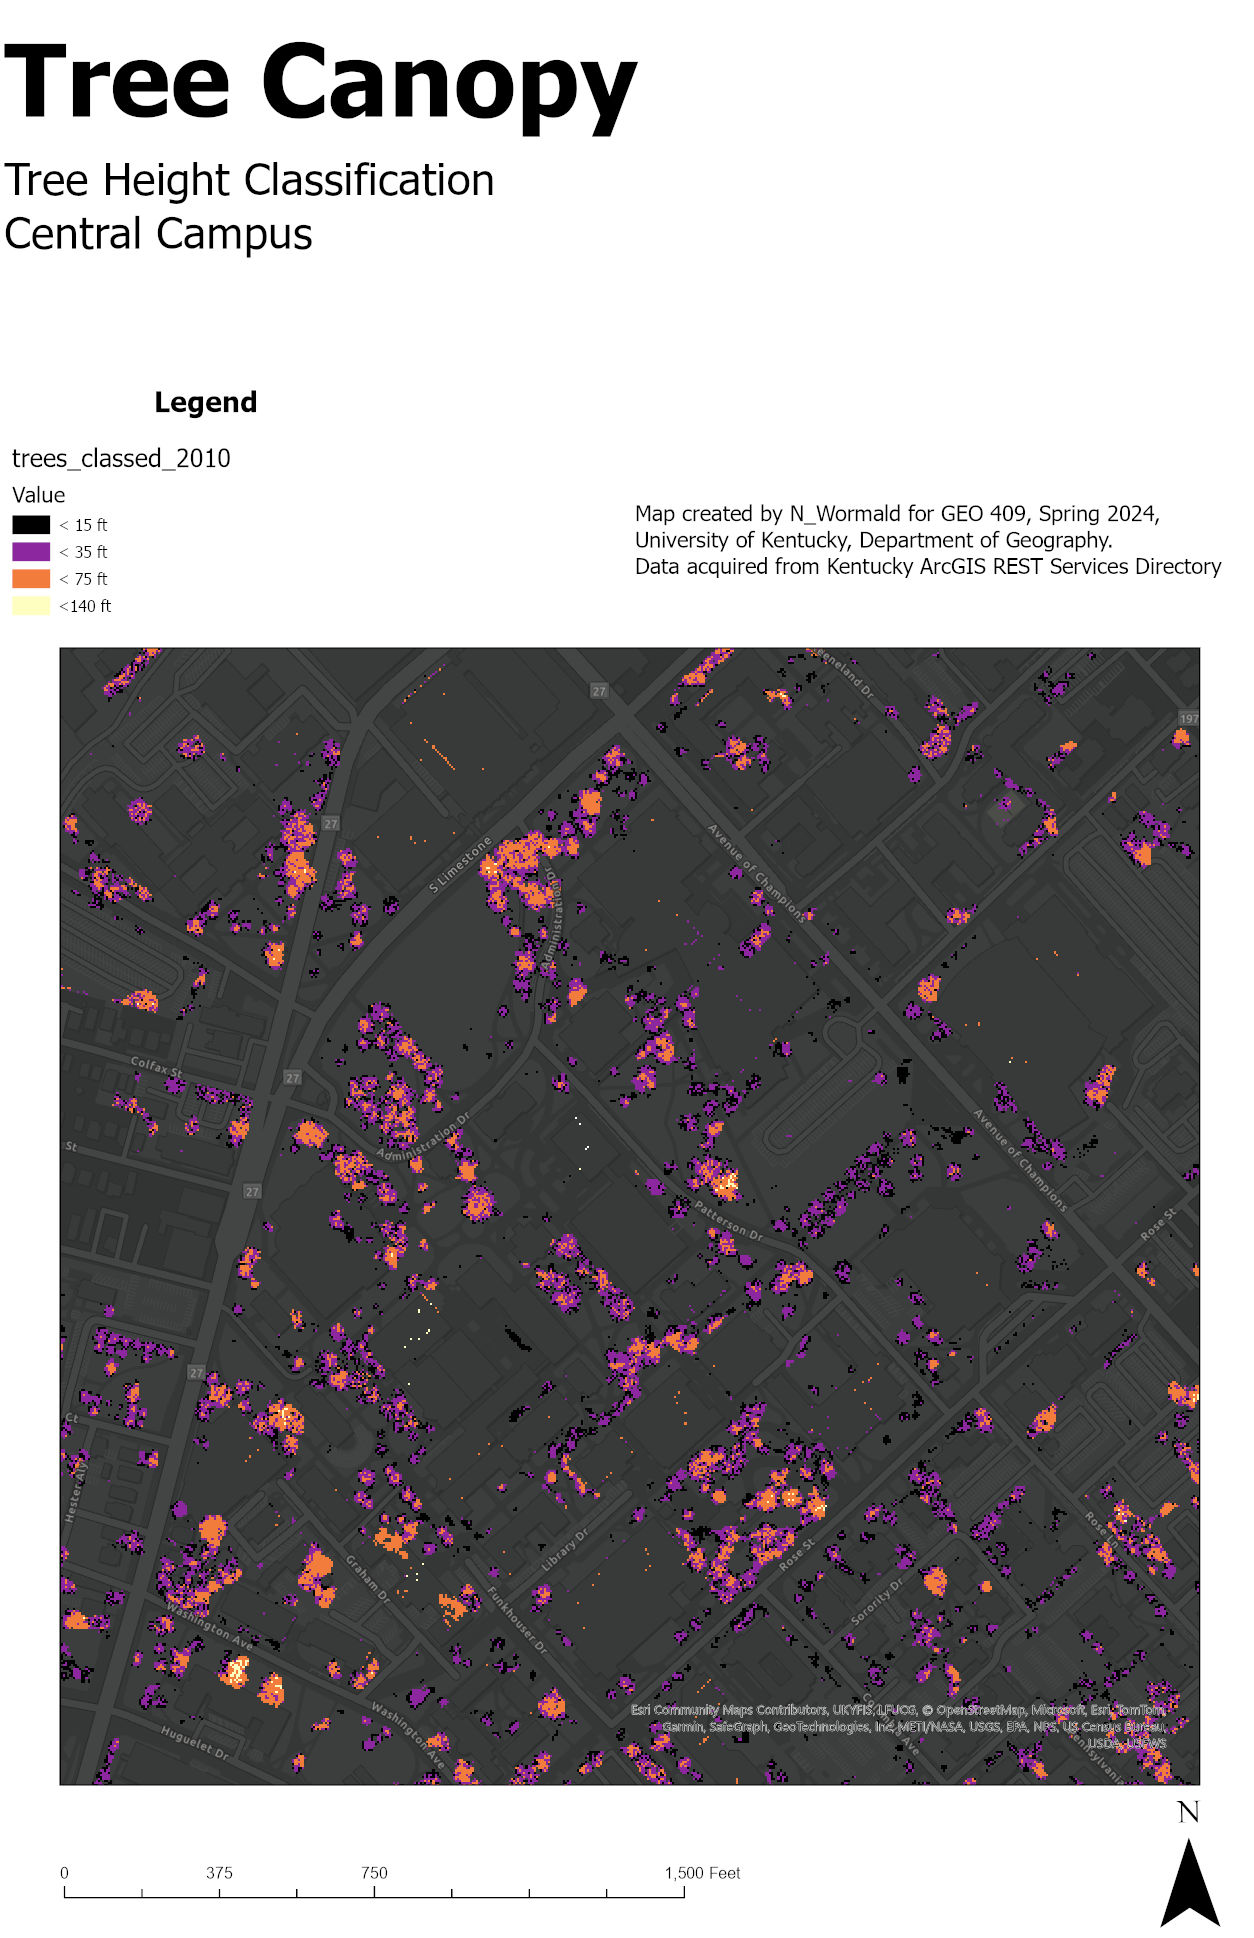 Tree Canopy
Tree Height Classification
Central Campus
Legend
trees_classed_2010
Value
< 15 ft
< 35 ft
< 75 ft
<140 ft
Map created by N_Wormald for GEO 409, Spring 2024,
University of Kentucky, Department of Geography.
Data acquired from Kentucky ArcGIS REST Services Directory
27
197
27
S Limestone
Avenue of Champions
Administration Dr
Colfax St
27
Administration Dr
Avenue of Champions
St
27
Patterson Dr
Rose St
27
Ct
Hester Aly
Library Dr
Rose St
Graham Dr
Funkhouser Dr
Sorority Dr
Washington Ave
Washington Ave
Huguelet Dr
Ave
Esri Community Maps Contributors, UKYFIS, LFUCG, © OpenStreetMap, Microsoft, Esri, TomTom,
Garmin, SafeGraph, GeoTechnologies, Inc, METI/NASA, USGS, EPA, NPS, US Census Bureau,
USDA, USFWS
N
0 375 750 1,500 Feet